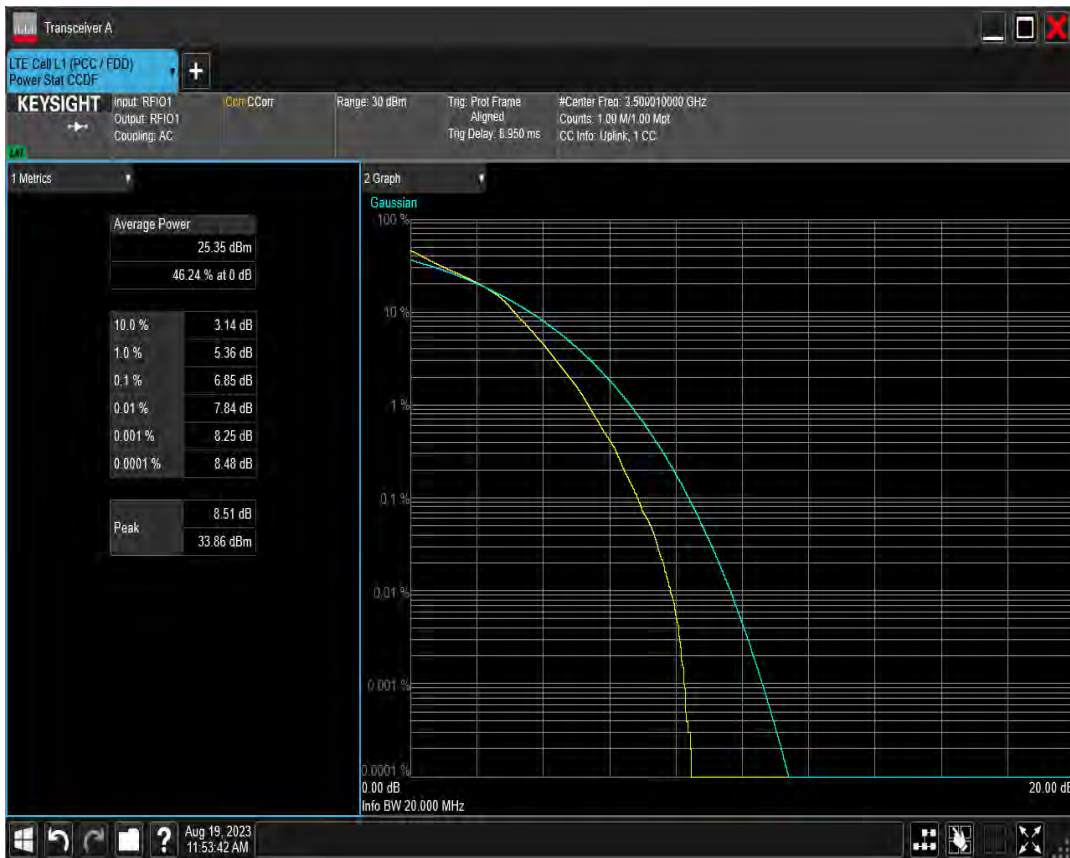 Transceiver A
LTE Cell L1 (PCC / FDD)
Power Stat CCDF
+
KEYSIGHT
Input: RFIO1
Output: RFIO1
Coupling: AC
Corr CCorr
Range: 30 dBm
Trig: Prot Frame
Aligned
Trig Delay: 8.950 ms
#Center Freq: 3.500010000 GHz
Counts: 1.00 M/1.00 Mpt
CC Info: Uplink, 1 CC
1 Metrics
Average Power
25.35 dBm
46.24 % at 0 dB
10.0 % 3.14 dB
1.0 % 5.36 dB
0.1 % 6.85 dB
0.01 % 7.84 dB
0.001 % 8.25 dB
0.0001 % 8.48 dB
Peak
8.51 dB
33.86 dBm
2 Graph
Gaussian
100 %
10 %
1 %
0.1 %
0.01 %
0.001 %
0.0001 %
0.00 dB
20.00 dB
Info BW 20.000 MHz
?
Aug 19, 2023
11:53:42 AM